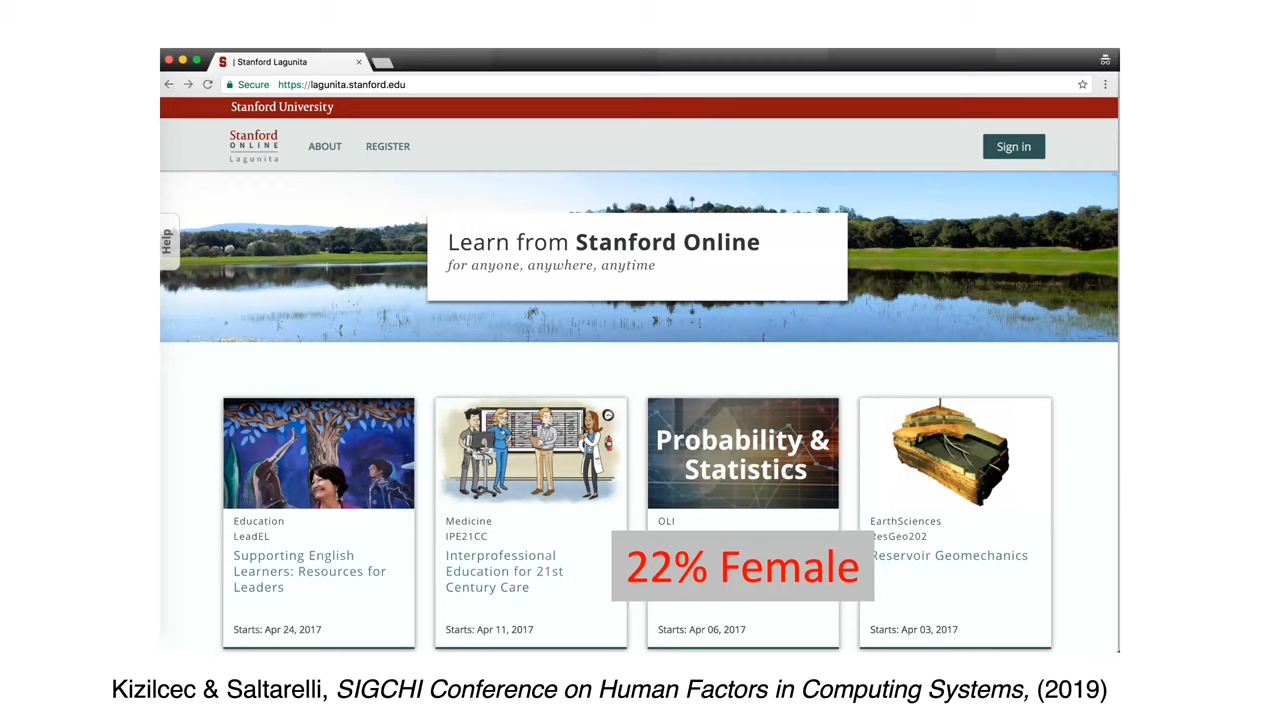 | Stanford Lagunita
Secure https://lagunita.stanford.edu
Stanford University
Stanford
ONLINE
Lagunita
ABOUT REGISTER
Sign in
Help
Learn from Stanford Online
for anyone, anywhere, anytime
Education
LeadEL
Supporting English
Learners: Resources for
Leaders
Starts: Apr 24, 2017
Medicine
IPE21CC
Interprofessional
Education for 21st
Century Care
Starts: Apr 11, 2017
Probability &
Statistics
OLI
22% Female
Starts: Apr 06, 2017
EarthSciences
ResGeo202
Reservoir Geomechanics
Starts: Apr 03, 2017
Kizilcec & Saltarelli, SIGCHI Conference on Human Factors in Computing Systems, (2019)